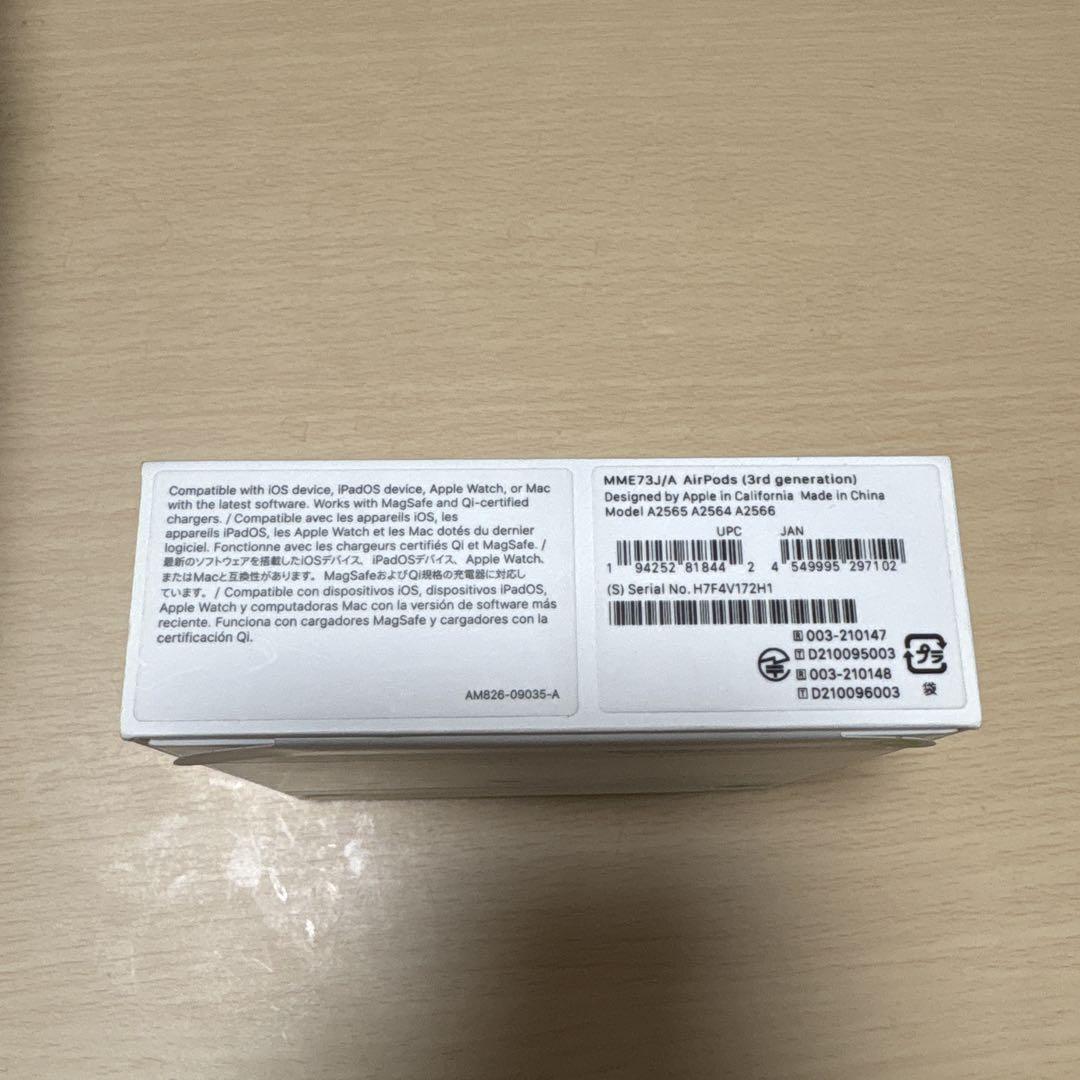 Compatible with iOS device, iPadOS device, Apple Watch, or Mac
with the latest software. Works with MagSafe and Qi-certified
chargers. / Compatible avec les appareils iOS, les
appareils iPadOS, les Apple Watch et les Mac dotés du dernier
logiciel. Fonctionne avec les chargeurs certifiés Qi et MagSafe. /
最新のソフトウェアを搭載したiOSデバイス、iPadOSデバイス、Apple Watch、
またはMacと互換性があります。MagSafeおよびQi規格の充電器に対応し
ています。/ Compatible con dispositivos iOS, dispositivos iPadOS,
Apple Watch y computadoras Mac con la versión de software más
reciente. Funciona con cargadores MagSafe y cargadores con la
certificación Qi.
AM826-09035-A
MME73J/A AirPods (3rd generation)
Designed by Apple in California Made in China
Model A2565 A2564 A2566
UPC JAN
1 94252 81844 2 4 549995 297102
(S) Serial No. H7F4V172H1
R 003-210147
T D210095003
R 003-210148
T D210096003
プラ
袋